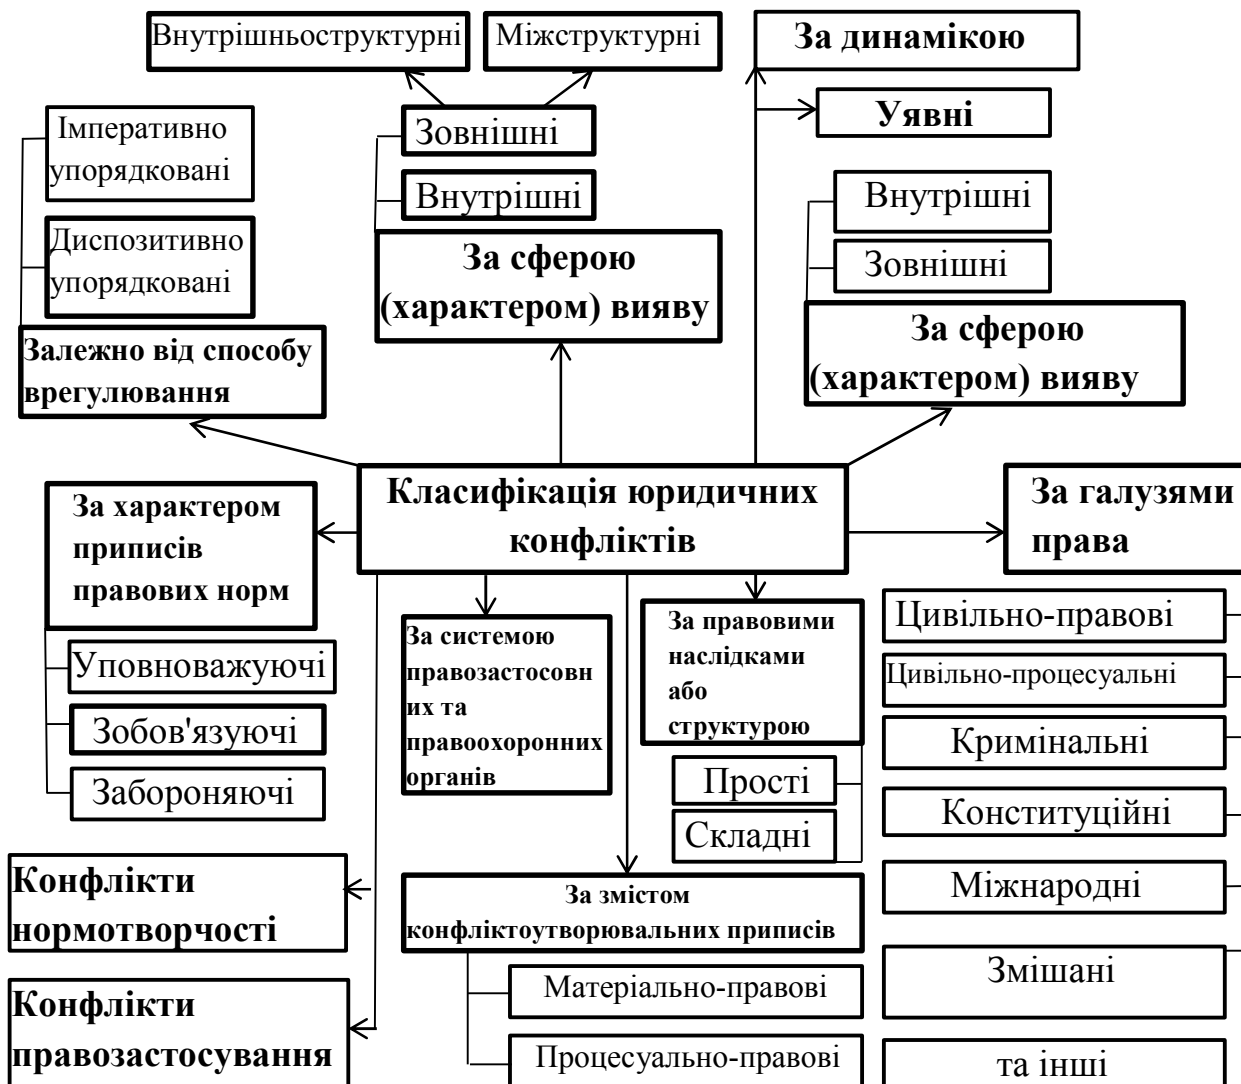 Внутрішньоструктурні
Міжструктурні
За динамікою
Уявні
Імперативно
упорядковані
Зовнішні
Внутрішні
Внутрішні
Зовнішні
Диспозитивно
упорядковані
За сферою
(характером) вияву
За сферою
(характером) вияву
Залежно від способу
врегулювання
Класифікація юридичних
конфліктів
За галузями
права
За характером
приписів
правових норм
Уповноважуючі
Зобов'язуючі
Забороняючі
За системою
правозастосовн
их та
правоохоронних
органів
За правовими
наслідками
або
структурою
Прості
Складні
Цивільно-правові
Цивільно-процесуальні
Кримінальні
Конституційні
Міжнародні
Змішані
та інші
Конфлікти
нормотворчості
Конфлікти
правозастосування
За змістом
конфліктоутворювальних приписів
Матеріально-правові
Процесуально-правові